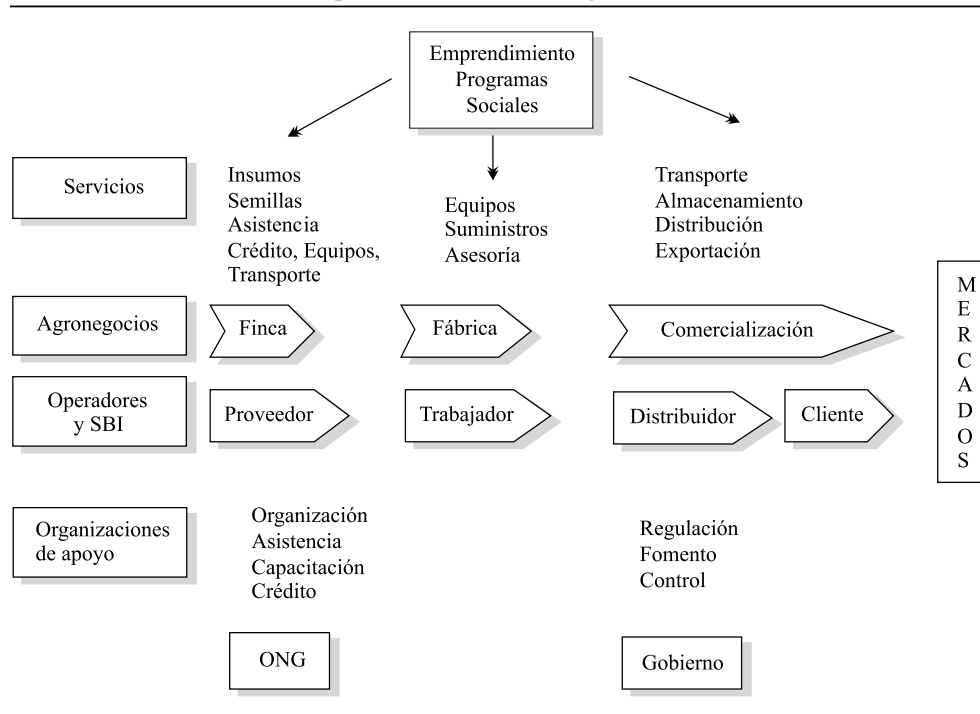 Emprendimiento
Programas
Sociales
Servicios
Insumos
Semillas
Asistencia
Crédito, Equipos,
Transporte
Equipos
Suministros
Asesoría
Transporte
Almacenamiento
Distribución
Exportación
Agronegocios
Finca
Fábrica
Comercialización
Operadores
y SBI
Proveedor
Trabajador
Distribuidor
Cliente
M
E
R
C
A
D
O
S
Organizaciones
de apoyo
Organización
Asistencia
Capacitación
Crédito
Regulación
Fomento
Control
ONG
Gobierno